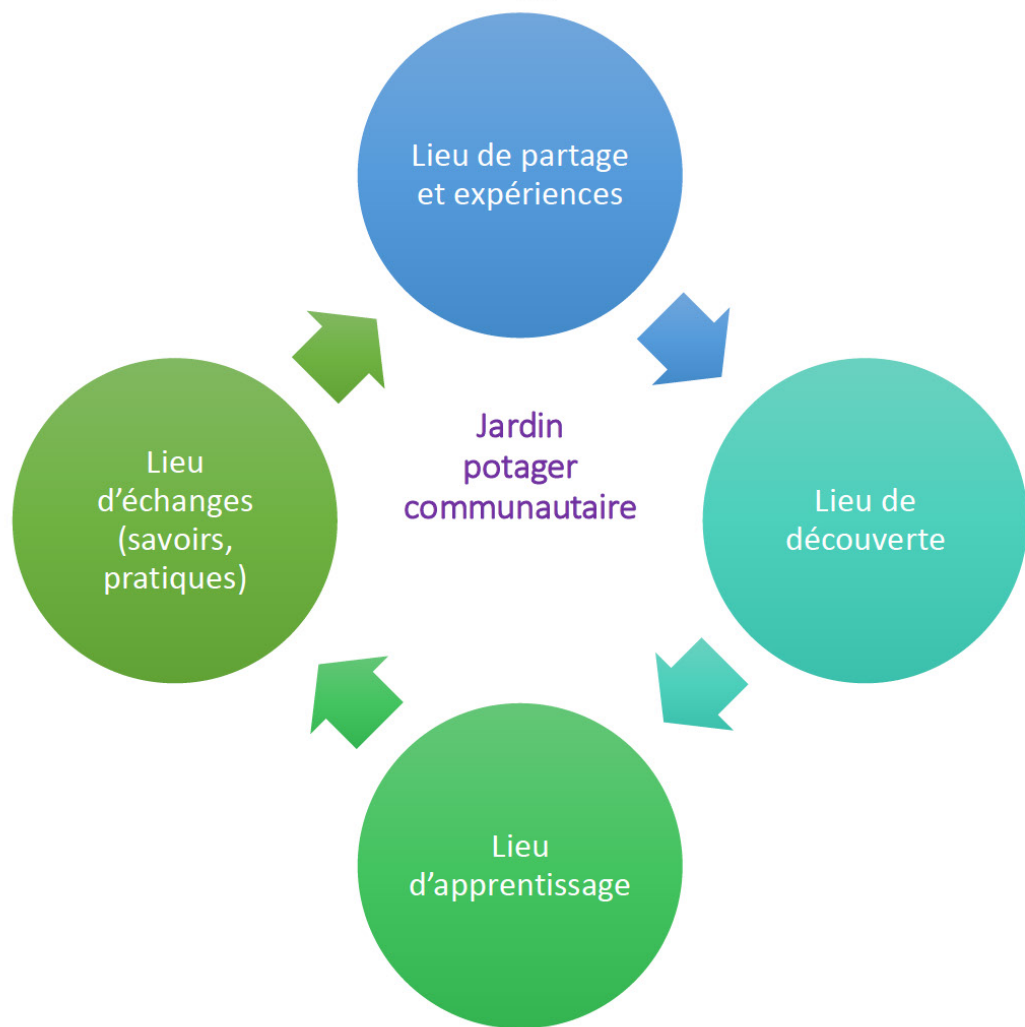 Lieu de partage
et expériences
Jardin
potager
communautaire
Lieu de
découverte
Lieu
d'apprentissage
Lieu
d’échanges
(savoirs,
pratiques)